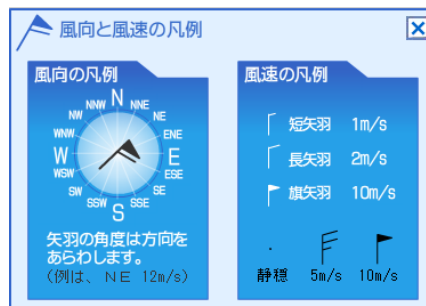 風向と風速の凡例
風向の凡例
N
NNW
NNE
NW
NE
WNW
ENE
W
E
WSW
ESE
SW
SE
SSW
SSE
S
矢羽の角度は方向を
あらわします。
(例は、NE 12m/s)
風速の凡例
短矢羽 1m/s
長矢羽 2m/s
旗矢羽 10m/s
静穏 5m/s 10m/s